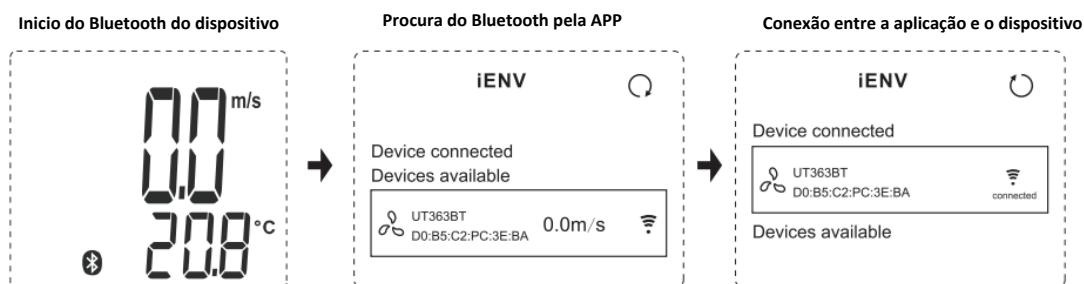 Inicio do Bluetooth do dispositivo
0.0 m/s
20.8 °C
Procura do Bluetooth pela APP
iENV
Device connected
Devices available
UT363BT
D0:B5:C2:PC:3E:BA
0.0m/s
Conexão entre a aplicação e o dispositivo
iENV
Device connected
UT363BT
D0:B5:C2:PC:3E:BA
connected
Devices available